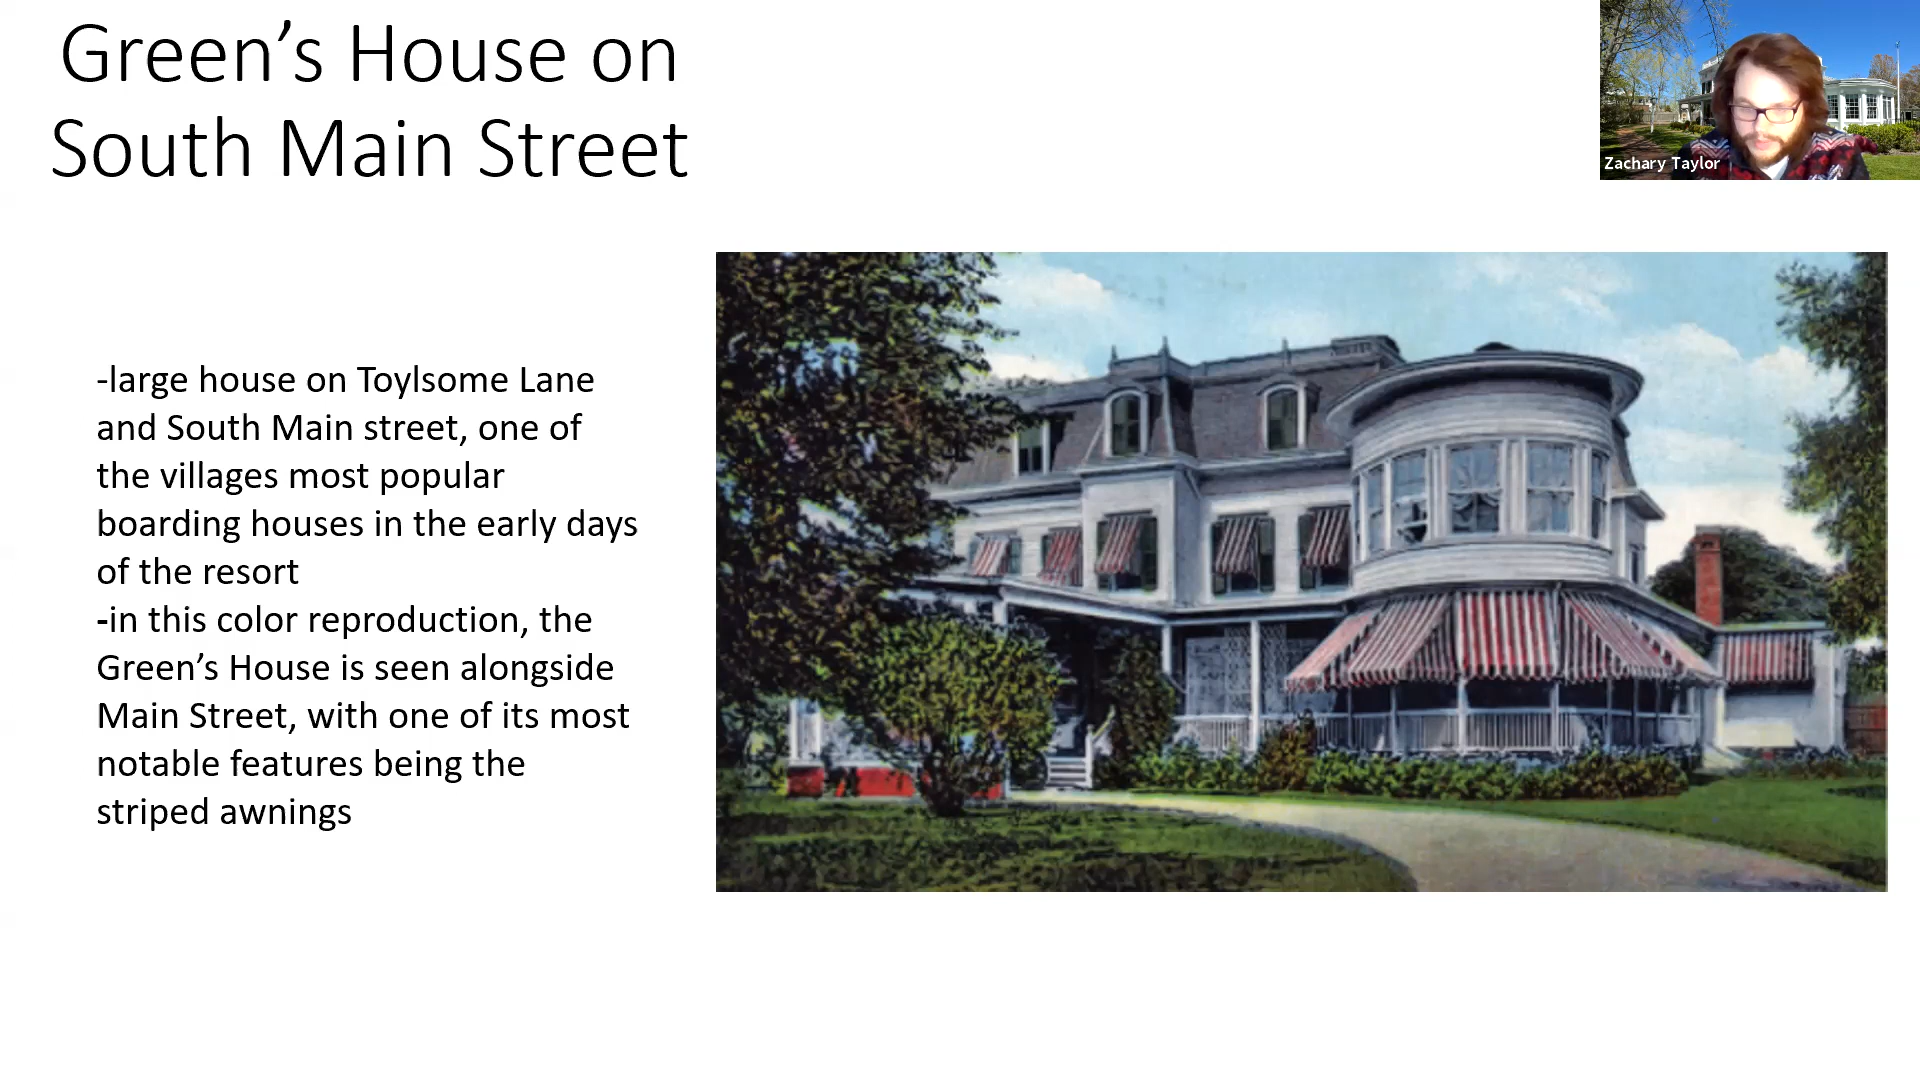 Green’s House on
South Main Street
Zachary Taylor
-large house on Toylsome Lane
and South Main street, one of
the villages most popular
boarding houses in the early days
of the resort
-in this color reproduction, the
Green’s House is seen alongside
Main Street, with one of its most
notable features being the
striped awnings